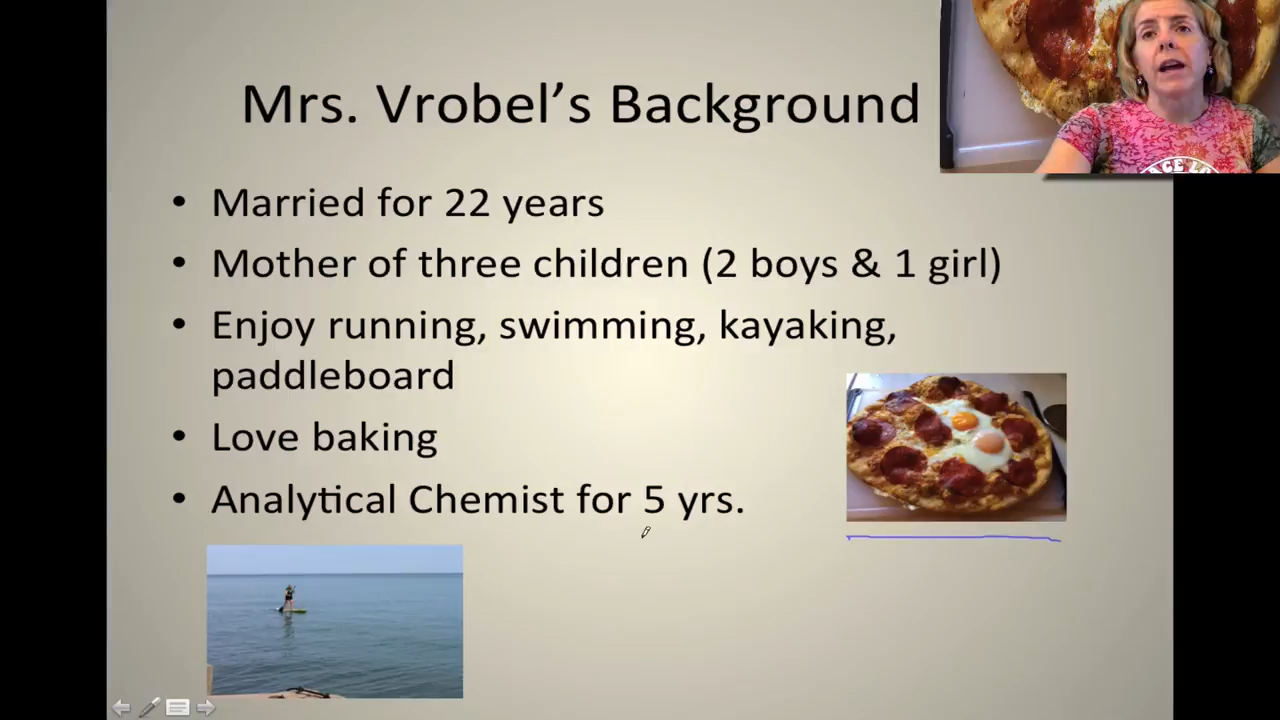 Mrs. Vrobel’s Background
• Married for 22 years
• Mother of three children (2 boys & 1 girl)
• Enjoy running, swimming, kayaking,
paddleboard
• Love baking
• Analytical Chemist for 5 yrs.